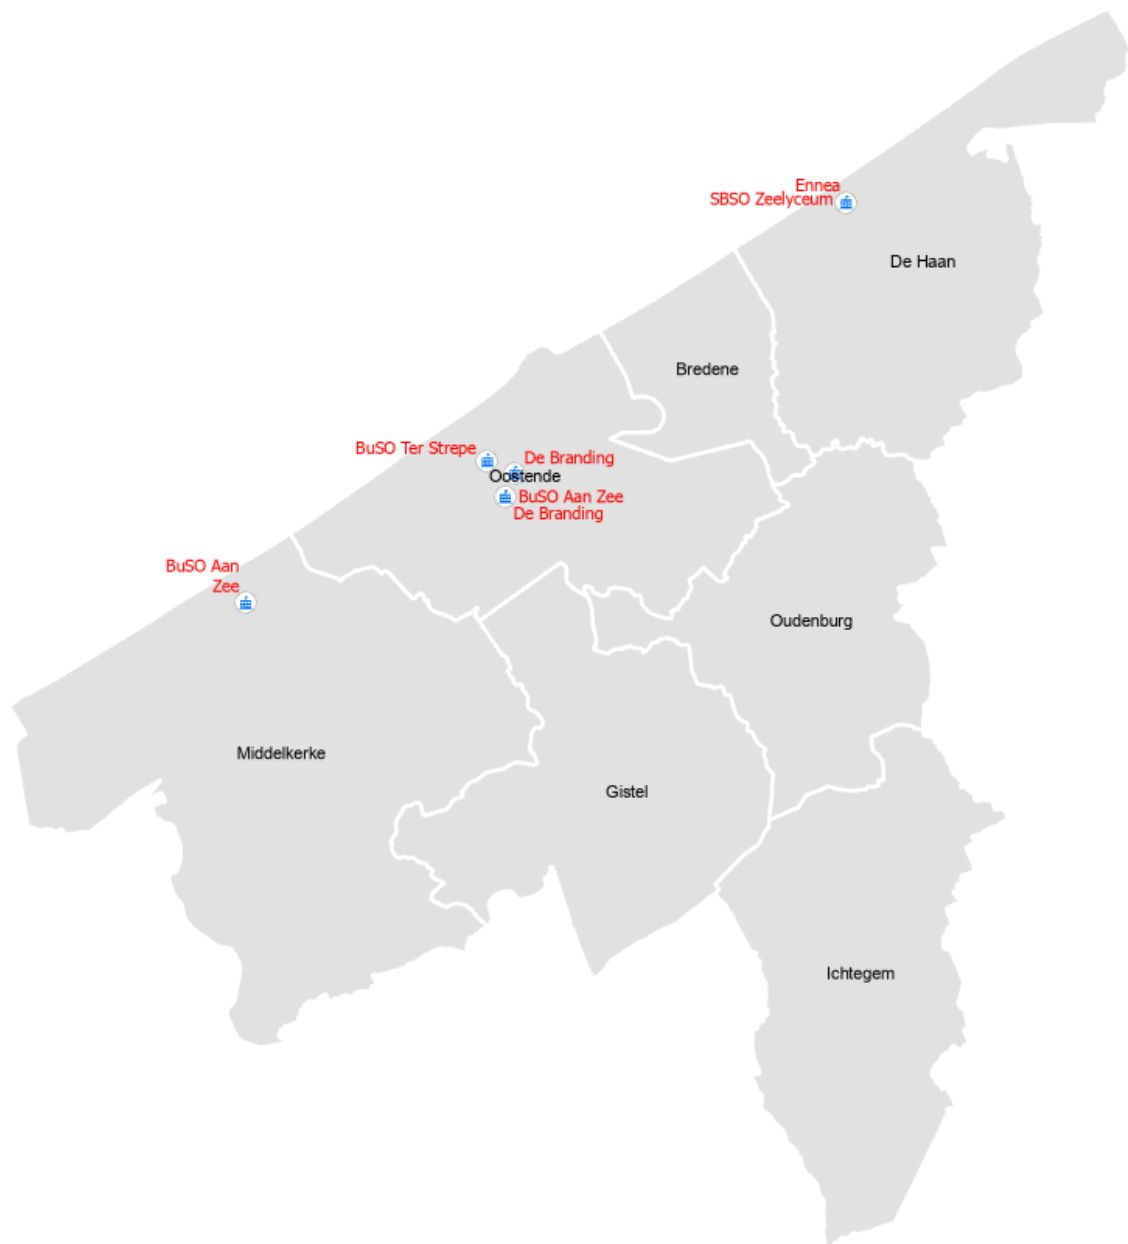 Ennea
SBSO Zeelyceum
De Haan
Bredene
BuSO Ter Strepe
De Branding
Oostende
BuSO Aan Zee
De Branding
BuSO Aan
Zee
Oudenburg
Middelkerke
Gistel
Ichtegem